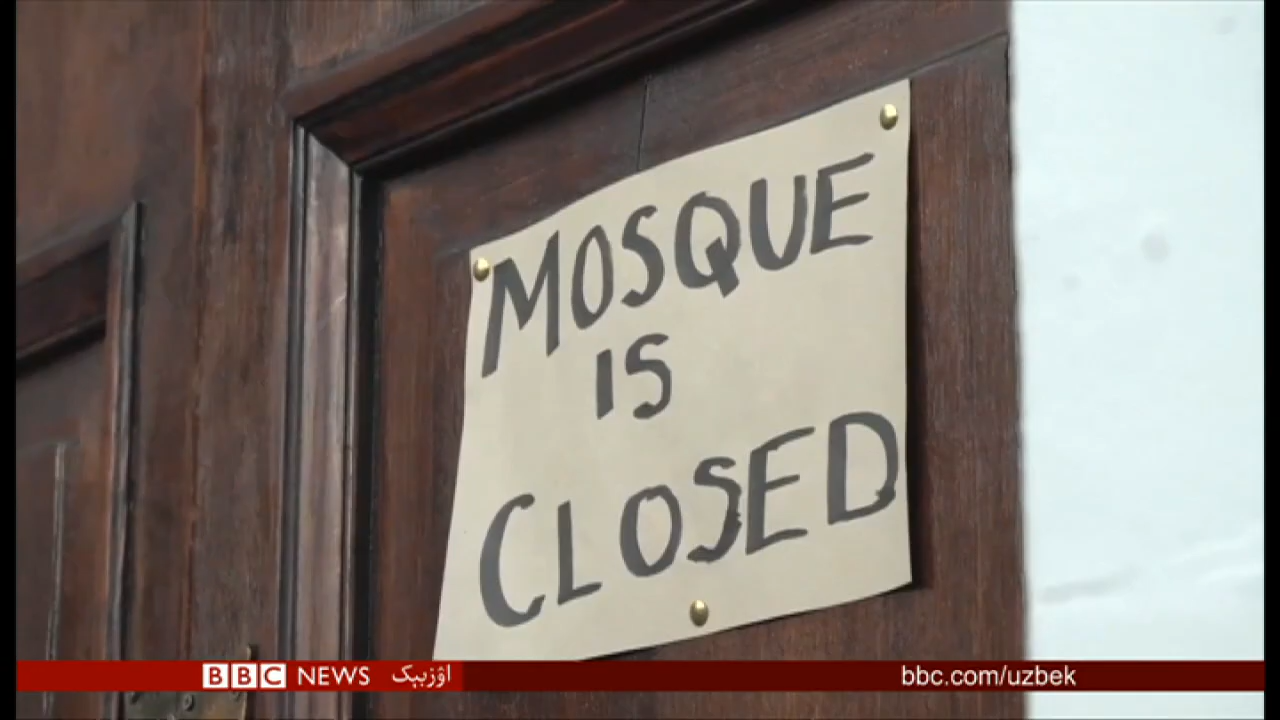 MOSQUE
IS
CLOSED
BBC NEWS اۉزبېک
bbc.com/uzbek